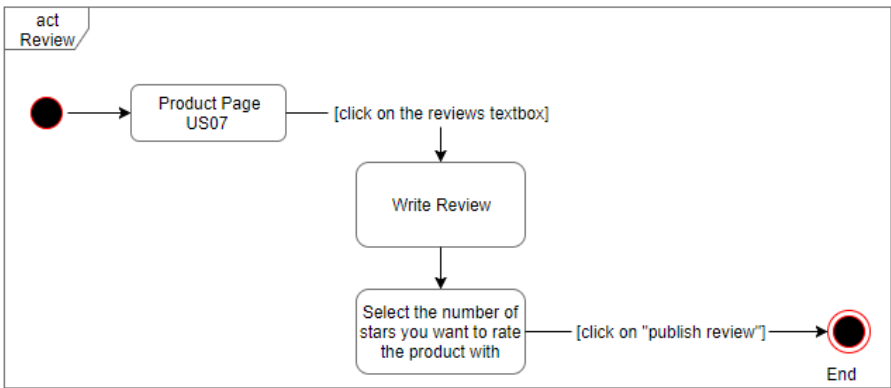 act
Review
Product Page
US07
[click on the reviews textbox]
Write Review
Select the number of
stars you want to rate
the product with
[click on "publish review"]
End